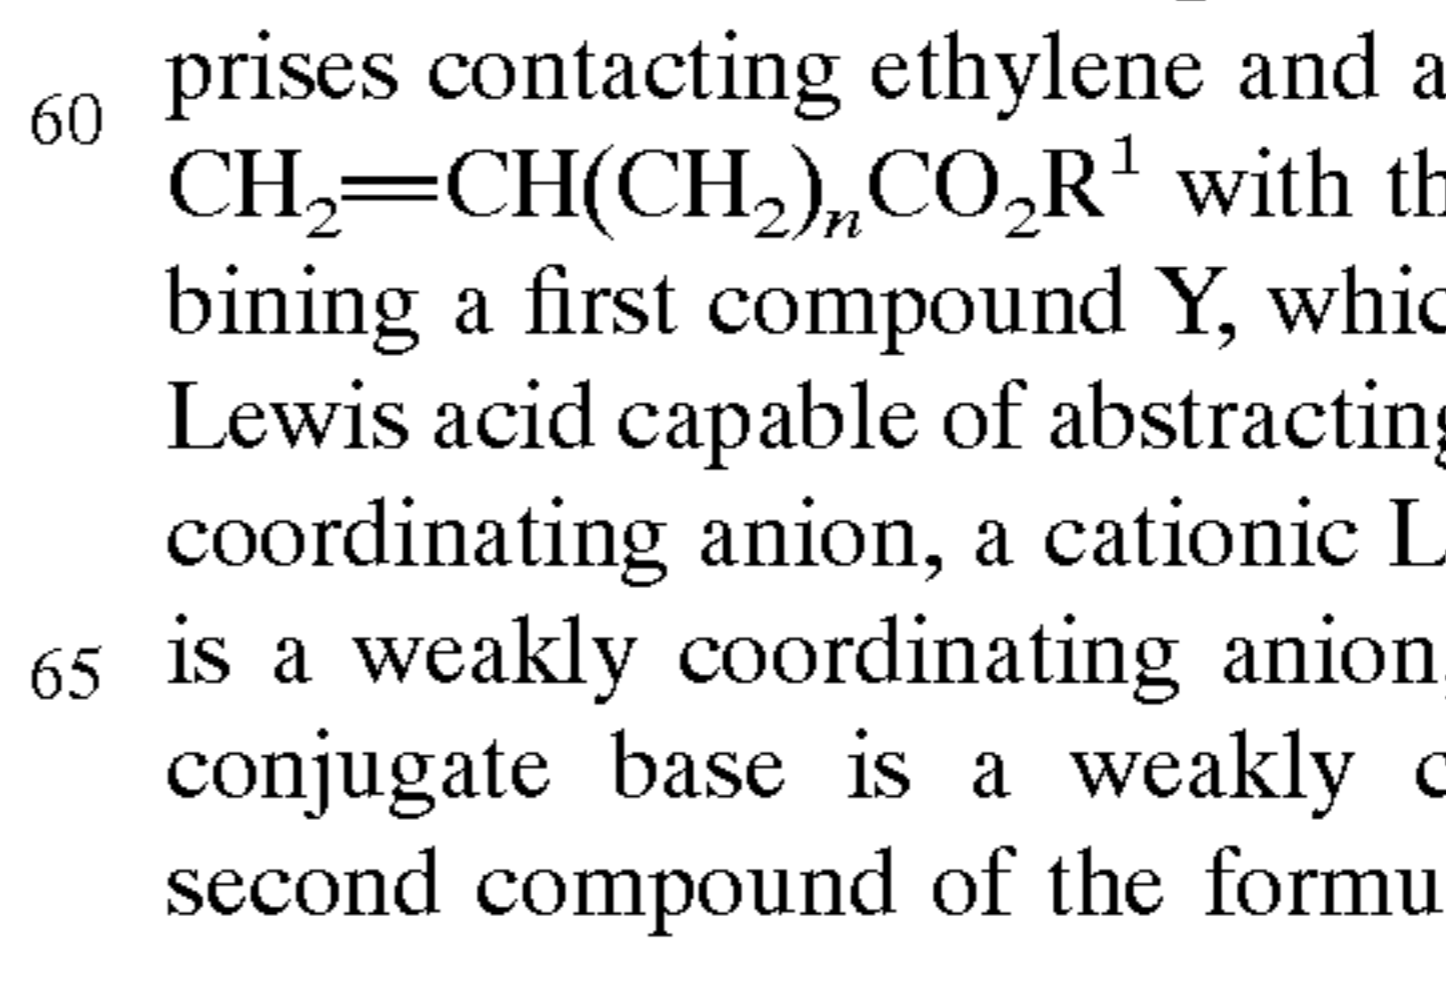 prises contacting ethylene and a
60
CH₂=CH(CH₂)ₙCO₂R¹ with th
bining a first compound Y, whic
Lewis acid capable of abstracting
coordinating anion, a cationic L
65 is a weakly coordinating anion,
conjugate base is a weakly c
second compound of the formu